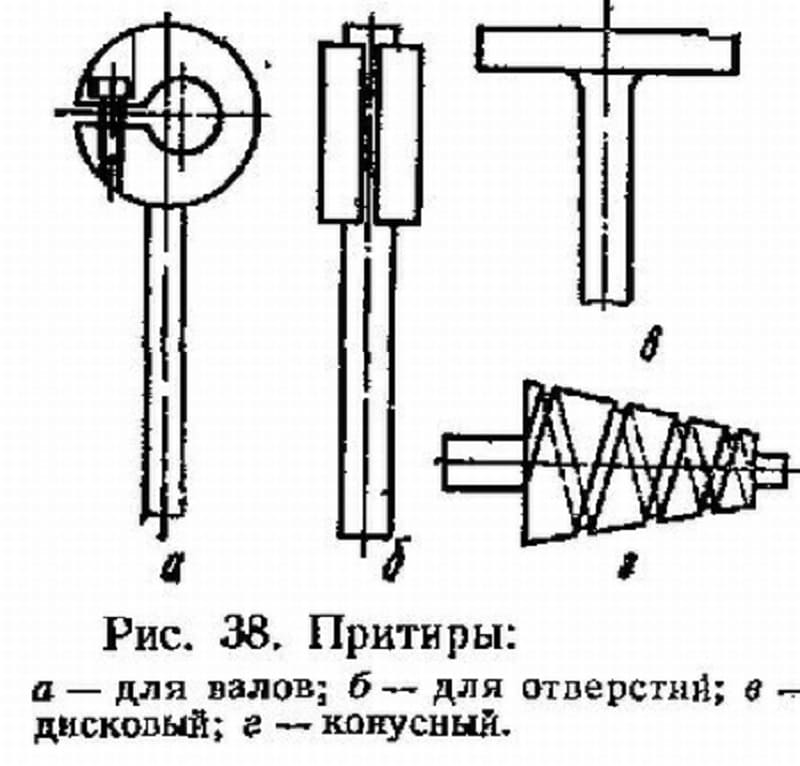 в
а
б
г
Рис. 38. Притиры:
а — для валов; б — для отверстий; в —
дисковый; г — конусный.